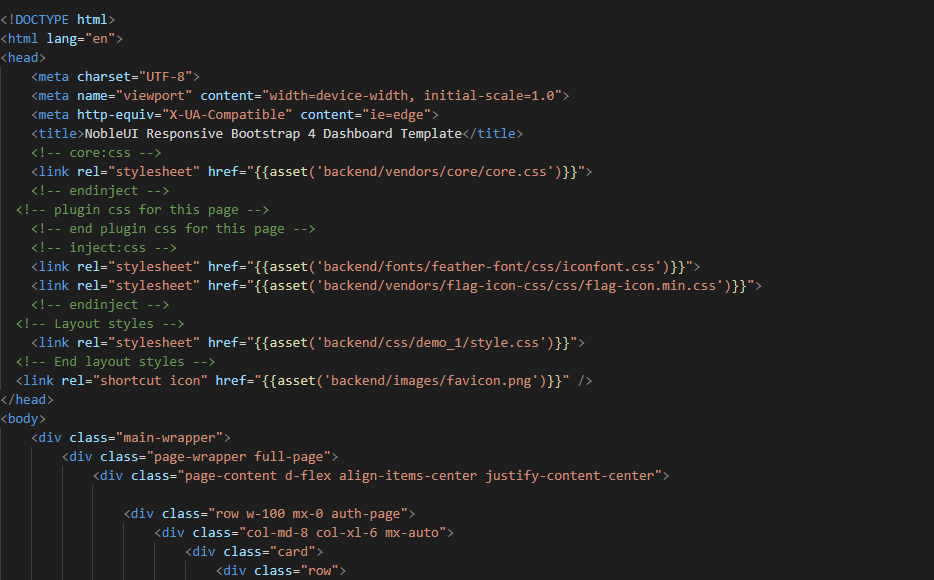 <!DOCTYPE html>
<html lang="en">
<head>
<meta charset="UTF-8">
<meta name="viewport" content="width=device-width, initial-scale=1.0">
<meta http-equiv="X-UA-Compatible" content="ie=edge">
<title>NobleUI Responsive Bootstrap 4 Dashboard Template</title>
<!-- core:css -->
<link rel="stylesheet" href="{{asset('backend/vendors/core/core.css')}}">
<!-- endinject -->
<!-- plugin css for this page -->
<!-- end plugin css for this page -->
<!-- inject:css -->
<link rel="stylesheet" href="{{asset('backend/fonts/feather-font/css/iconfont.css')}}">
<link rel="stylesheet" href="{{asset('backend/vendors/flag-icon-css/css/flag-icon.min.css')}}">
<!-- endinject -->
<!-- Layout styles -->
<link rel="stylesheet" href="{{asset('backend/css/demo_1/style.css')}}">
<!-- End layout styles -->
<link rel="shortcut icon" href="{{asset('backend/images/favicon.png')}}" />
</head>
<body>
<div class="main-wrapper">
<div class="page-wrapper full-page">
<div class="page-content d-flex align-items-center justify-content-center">
<div class="row w-100 mx-0 auth-page">
<div class="col-md-8 col-xl-6 mx-auto">
<div class="card">
<div class="row">